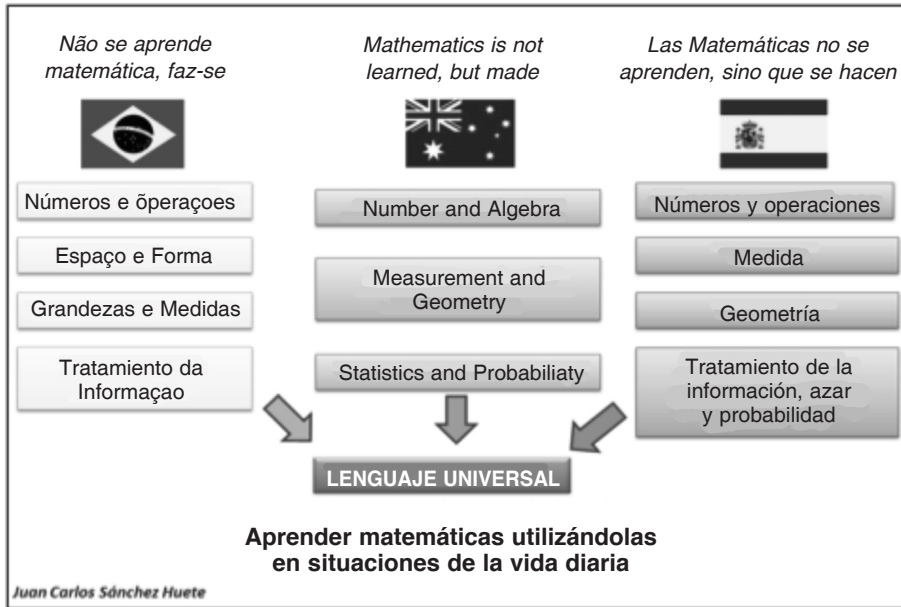 Não se aprende
matemática, faz-se
Números e õperaçoes
Espaço e Forma
Grandezas e Medidas
Tratamiento da
Informaçao
Mathematics is not
learned, but made
Number and Algebra
Measurement and
Geometry
Statistics and Probabiliaty
Las Matemáticas no se
aprenden, sino que se hacen
Números y operaciones
Medida
Geometría
Tratamiento de la
información, azar
y probabilidad
LENGUAJE UNIVERSAL
Aprender matemáticas utilizándolas
en situaciones de la vida diaria
Juan Carlos Sánchez Huete